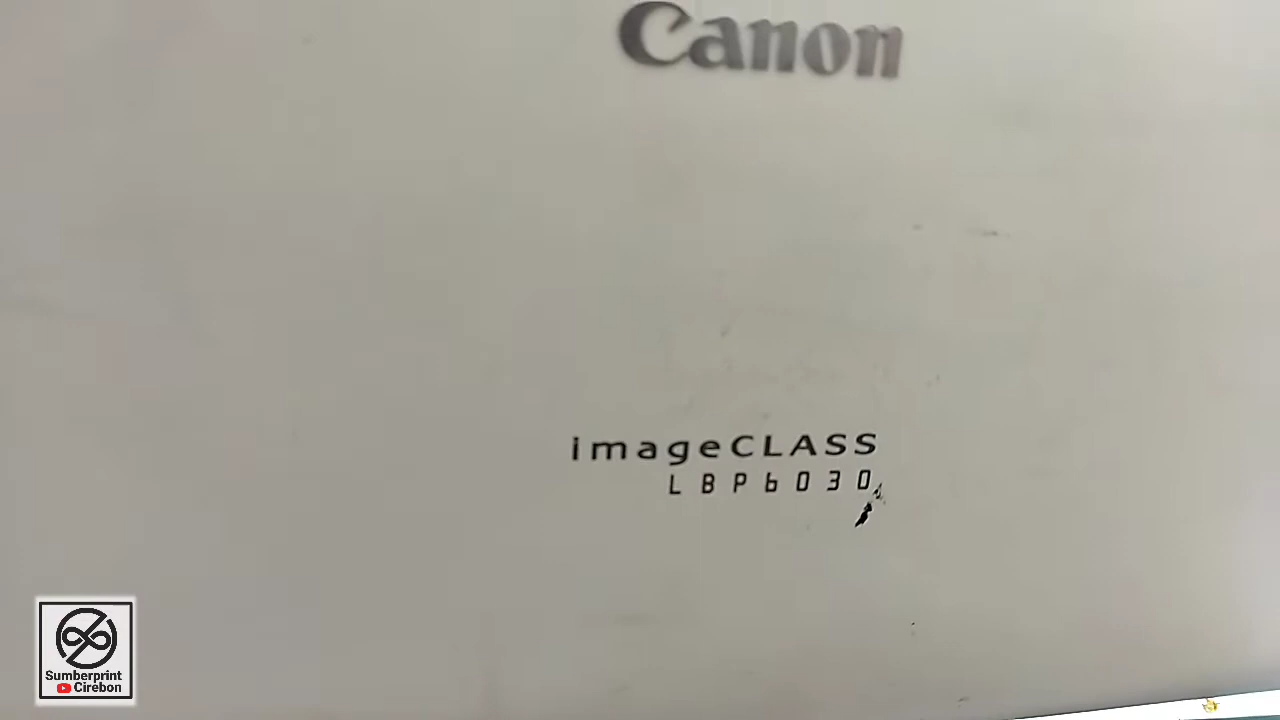 Canon
imageCLASS
LBP6030
Sumberprint
Cirebon